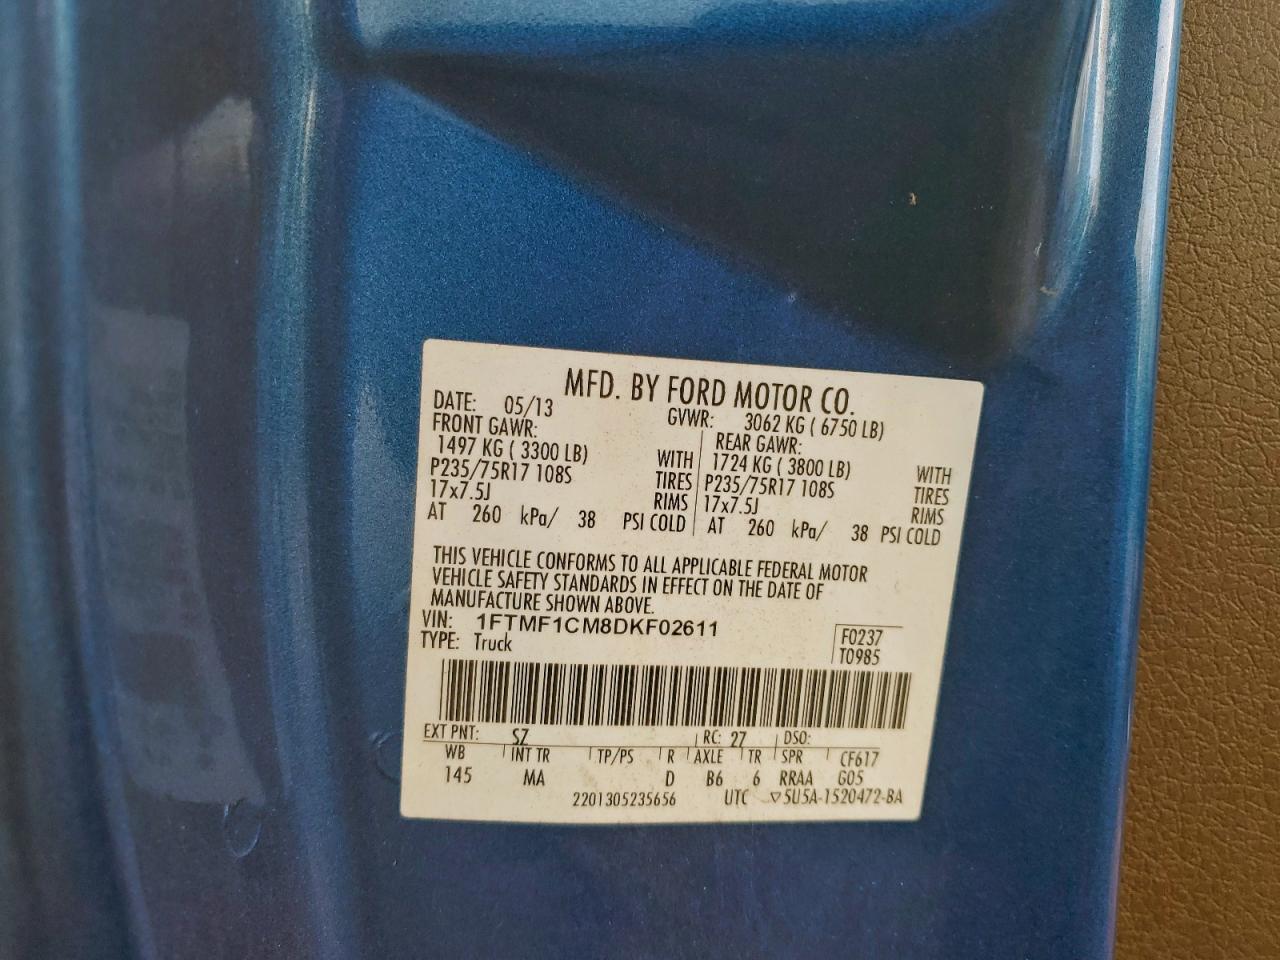 MFD. BY FORD MOTOR CO.
DATE: 05/13 GVWR: 3062 KG ( 6750 LB)
FRONT GAWR: REAR GAWR:
1497 KG ( 3300 LB) WITH 1724 KG ( 3800 LB) WITH
P235/75R17 108S TIRES P235/75R17 108S TIRES
17x7.5J RIMS 17x7.5J RIMS
AT 260 kPa/ 38 PSI COLD AT 260 kPa/ 38 PSI COLD
THIS VEHICLE CONFORMS TO ALL APPLICABLE FEDERAL MOTOR
VEHICLE SAFETY STANDARDS IN EFFECT ON THE DATE OF
MANUFACTURE SHOWN ABOVE.
VIN: 1FTMF1CM8DKF02611 F0237
TYPE: Truck T0985
EXT PNT: SZ RC: 27 DSO:
WB INT TR TP/PS R AXLE TR SPR CF617
145 MA D B6 6 RRAA G05
2201305235656 UTC ▽5U5A-1520472-BA